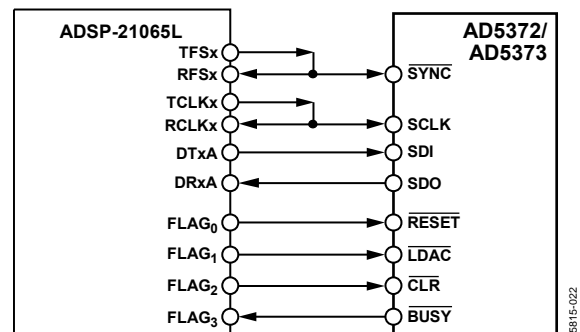 ADSP-21065L
AD5372/
AD5373
TFSx
RFSx
SYNC
TCLKx
RCLKx
SCLK
DTxA
SDI
DRxA
SDO
FLAG0
RESET
FLAG1
LDAC
FLAG2
CLR
FLAG3
BUSY
5815-022